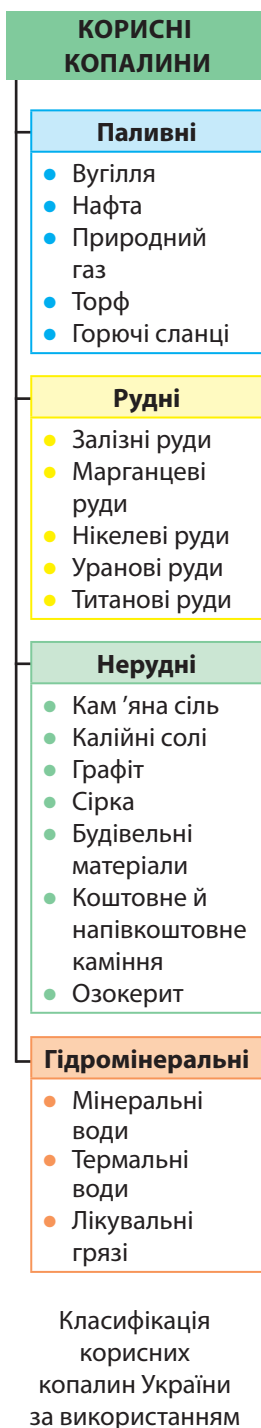 КОРИСНІ
КОПАЛИНИ
Паливні
● Вугілля
● Нафта
● Природний
газ
● Торф
● Горючі сланці
Рудні
● Залізні руди
● Марганцеві
руди
● Нікелеві руди
● Уранові руди
● Титанові руди
Нерудні
● Кам ’яна сіль
● Калійні солі
● Графіт
● Сірка
● Будівельні
матеріали
● Коштовне й
напівкоштовне
каміння
● Озокерит
Гідромінеральні
● Мінеральні
води
● Термальні
води
● Лікувальні
грязі
Класифікація
корисних
копалин України
за використанням